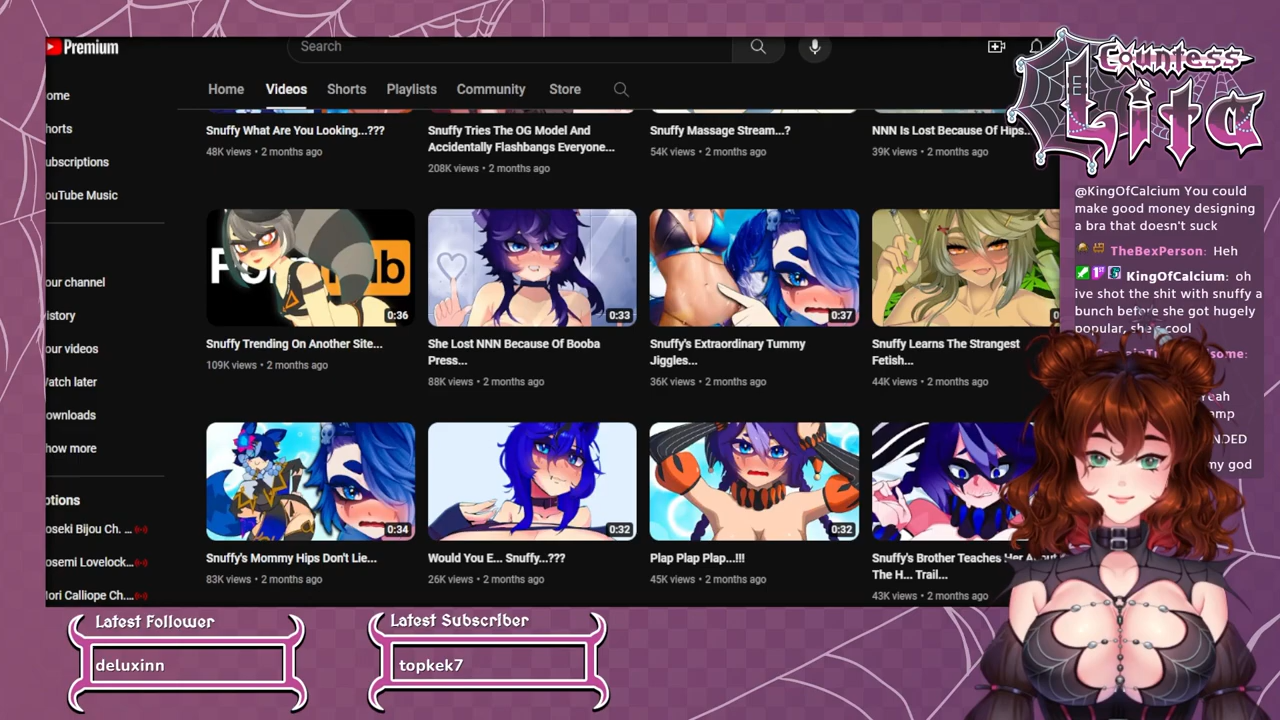 Premium
Search
Countess
Lita
ome
Home Videos Shorts Playlists Community Store
horts
ubscriptions
ouTube Music
our channel
istory
our videos
Vatch later
ownloads
how more
ptions
oseki Bijou Ch. ...
osemi Lovelock...
Mori Calliope Ch....
Snuffy What Are You Looking...???
48K views • 2 months ago
Snuffy Tries The OG Model And
Accidentally Flashbangs Everyone...
208K views • 2 months ago
Snuffy Massage Stream...?
54K views • 2 months ago
NNN Is Lost Because Of Hips...
39K views • 2 months ago
0:36
Snuffy Trending On Another Site...
109K views • 2 months ago
0:33
She Lost NNN Because Of Booba
Press...
88K views • 2 months ago
0:37
Snuffy's Extraordinary Tummy
Jiggles...
36K views • 2 months ago
Snuffy Learns The Strangest
Fetish...
44K views • 2 months ago
0:34
Snuffy's Mommy Hips Don't Lie...
83K views • 2 months ago
0:32
Would You E... Snuffy...???
26K views • 2 months ago
0:32
Plap Plap Plap...!!!
45K views • 2 months ago
Snuffy's Brother Teaches Her About
The H... Trail...
43K views • 2 months ago
@KingOfCalcium You could
make good money designing
a bra that doesn't suck
TheBexPerson: Heh
KingOfCalcium: oh
ive shot the shit with snuffy a
bunch before she got hugely
popular, she's cool
my god
Latest Follower
deluxinn
Latest Subscriber
topkek7